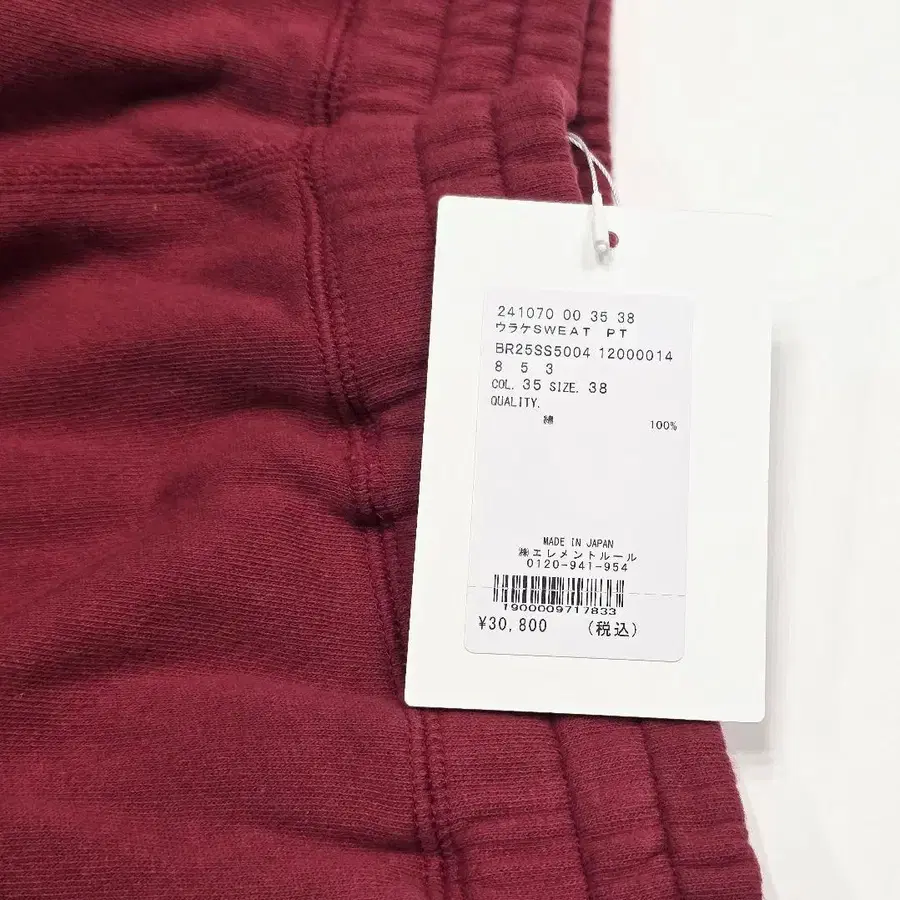 241070 00 35 38
ウラケSWEAT PT
BR25SS5004 12000014
8 5 3
COL. 35 SIZE. 38
QUALITY.
綿 100%
MADE IN JAPAN
㈱エレメントルール
0120-941-954
1900009717833
¥30,800 (税込)